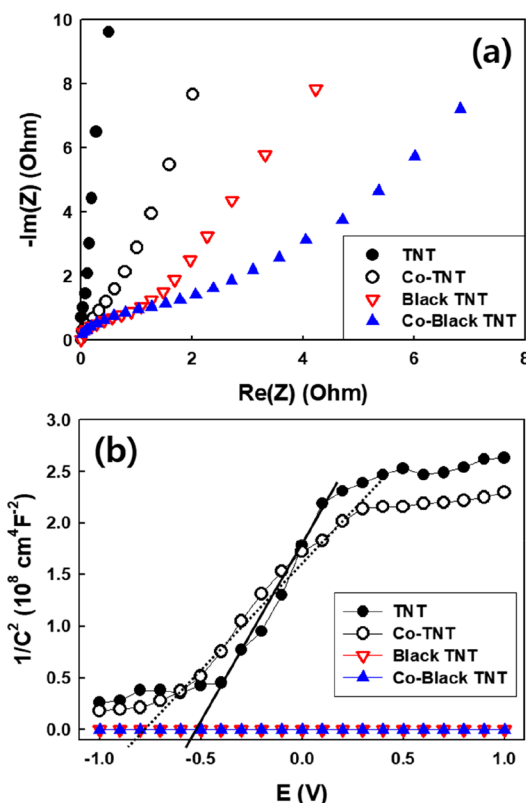 (a)
10
8
6
4
2
0
-Im(Z) (Ohm)
TNT
Co-TNT
Black TNT
Co-Black TNT
0 2 4 6 8
Re(Z) (Ohm)
(b)
3.0
2.5
2.0
1.5
1.0
0.5
0.0
1/C² (10⁸ cm⁴F⁻²)
TNT
Co-TNT
Black TNT
Co-Black TNT
-1.0 -0.5 0.0 0.5 1.0
E (V)